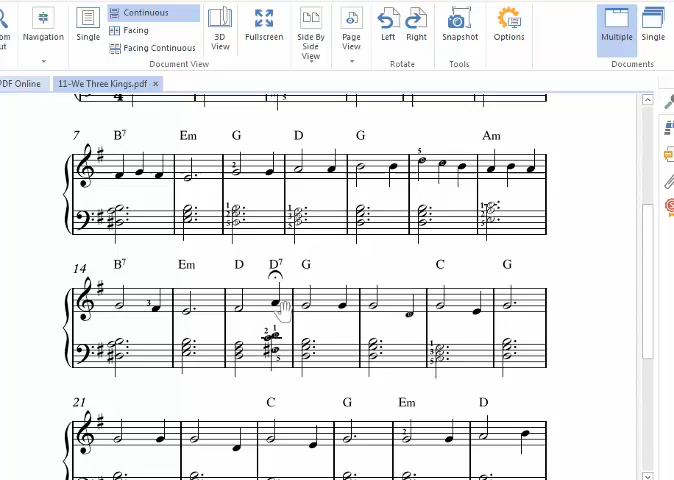 Navigation
Single
Continuous
Facing
Facing Continuous
3D View
Fullscreen
Side By Side View
Page View
Left
Right
Snapshot
Options
Multiple
Single
Document View
Rotate
Tools
Documents
PDF Online
11-We Three Kings.pdf ×
7 B7 Em G D G Am
14 B7 Em D D7 G C G
21 C G Em D